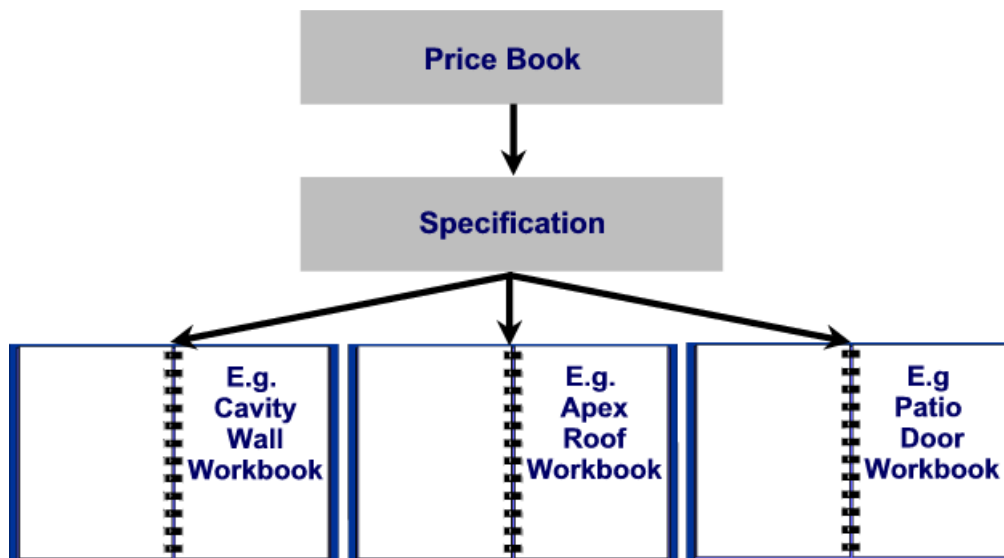 Price Book
Specification
E.g.
Cavity
Wall
Workbook
E.g.
Apex
Roof
Workbook
E.g
Patio
Door
Workbook